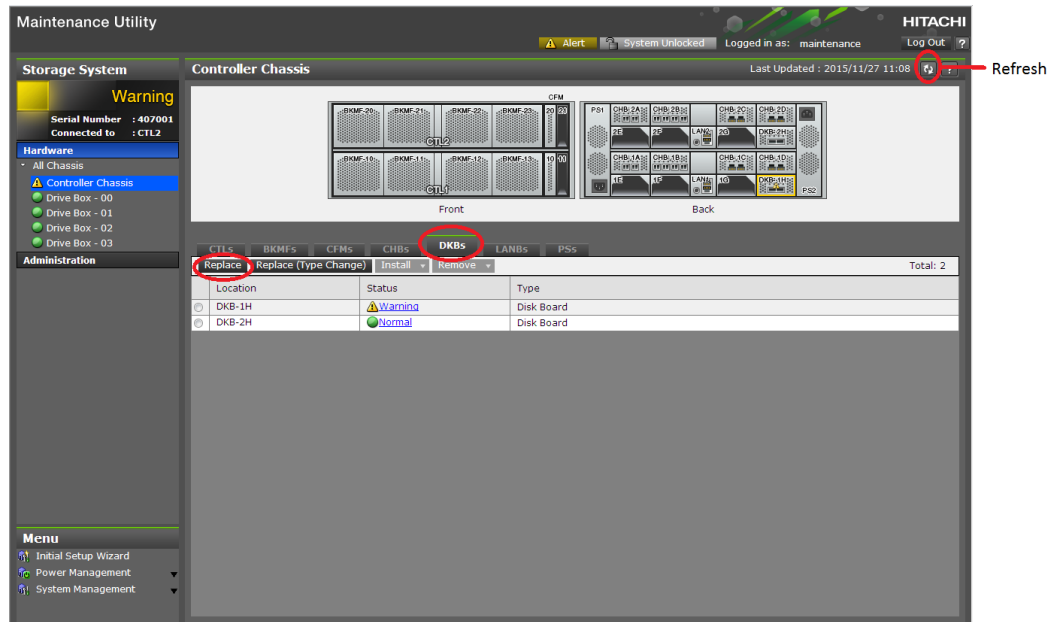 Maintenance Utility
HITACHI
Alert
System Unlocked
Logged in as: maintenance
Log Out
?
Refresh
Storage System
Warning
Serial Number : 407001
Connected to : CTL2
Hardware
All Chassis
Controller Chassis
Drive Box - 00
Drive Box - 01
Drive Box - 02
Drive Box - 03
Administration
Controller Chassis
Last Updated : 2015/11/27 11:08
?
CFM
BKMF-20 BKMF-21 BKMF-22 BKMF-23 20
CTL2
BKMF-10 BKMF-11 BKMF-12 BKMF-13 10
CTL1
Front
PS1 CHB-2A CHB-2B CHB-2C CHB-2D
2E 2F LAN2 2G DKB-2H
CHB-1A CHB-1B CHB-1C CHB-1D
1E 1F LAN1 1G DKB-1H PS2
Back
CTLs BKMFs CFMs CHBs DKBs LANBs PSs
Replace Replace (Type Change) Install Remove Total: 2
Location Status Type
DKB-1H Warning Disk Board
DKB-2H Normal Disk Board
Menu
Initial Setup Wizard
Power Management
System Management